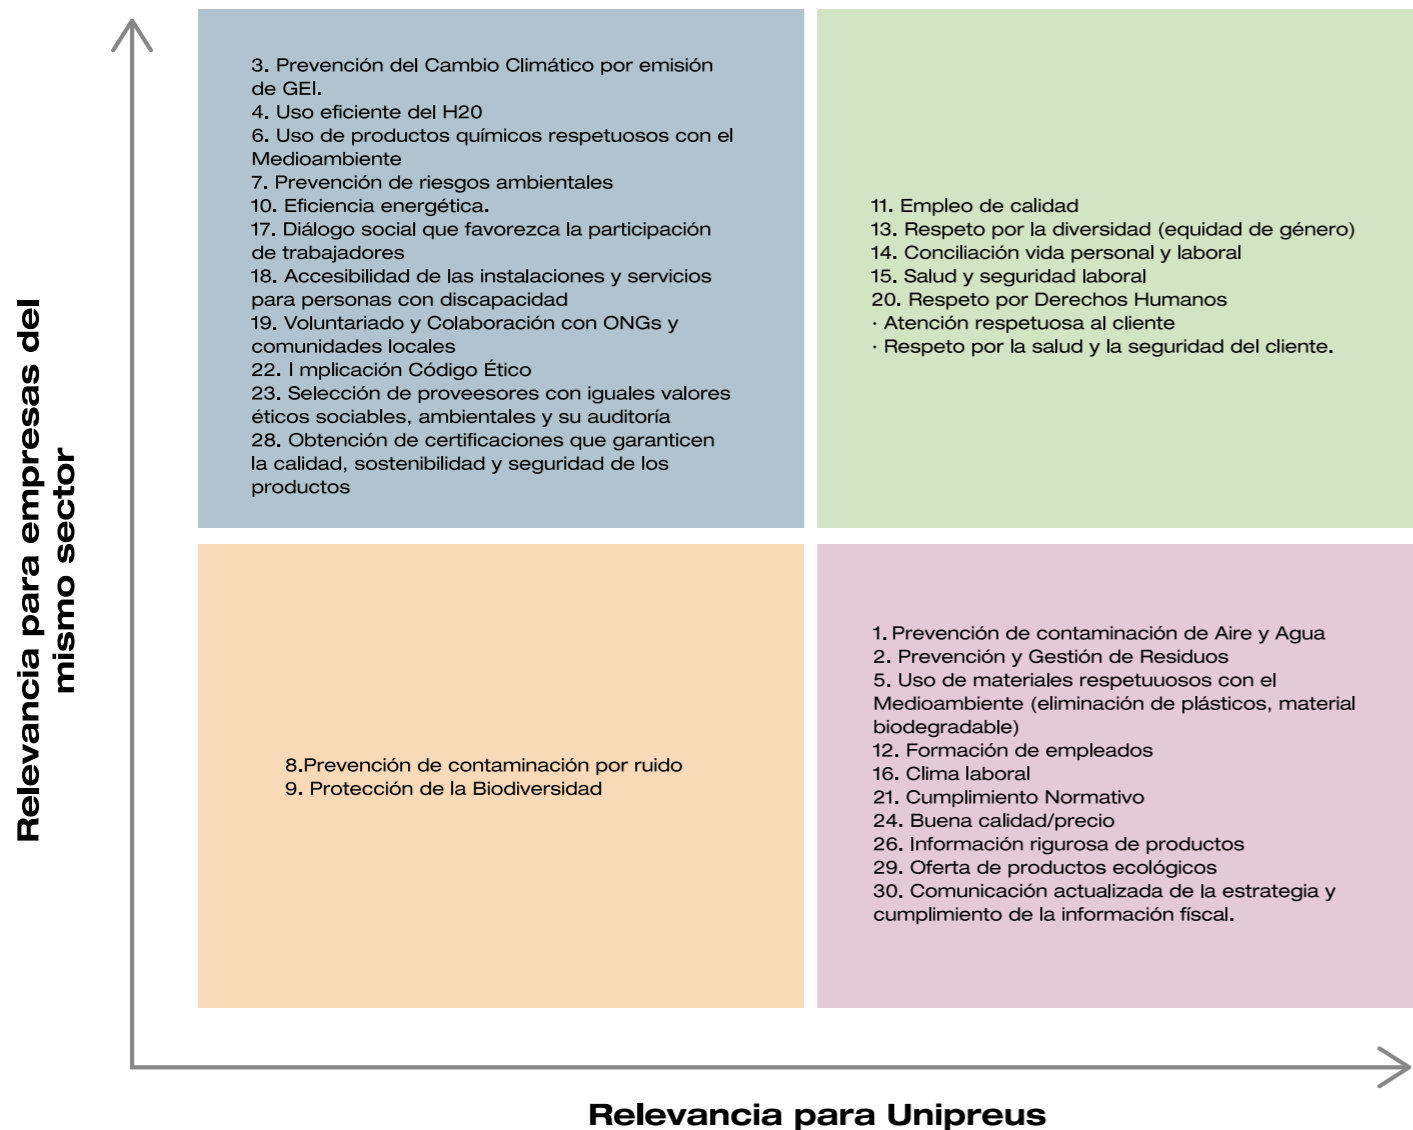 Relevancia para empresas del
mismo sector
3. Prevención del Cambio Climático por emisión
de GEI.
4. Uso eficiente del H20
6. Uso de productos químicos respetuosos con el
Medioambiente
7. Prevención de riesgos ambientales
10. Eficiencia energética.
17. Diálogo social que favorezca la participación
de trabajadores
18. Accesibilidad de las instalaciones y servicios
para personas con discapacidad
19. Voluntariado y Colaboración con ONGs y
comunidades locales
22. I mplicación Código Ético
23. Selección de proveesores con iguales valores
éticos sociables, ambientales y su auditoría
28. Obtención de certificaciones que garanticen
la calidad, sostenibilidad y seguridad de los
productos
11. Empleo de calidad
13. Respeto por la diversidad (equidad de género)
14. Conciliación vida personal y laboral
15. Salud y seguridad laboral
20. Respeto por Derechos Humanos
· Atención respetuosa al cliente
· Respeto por la salud y la seguridad del cliente.
8.Prevención de contaminación por ruido
9. Protección de la Biodiversidad
1. Prevención de contaminación de Aire y Agua
2. Prevención y Gestión de Residuos
5. Uso de materiales respetuuosos con el
Medioambiente (eliminación de plásticos, material
biodegradable)
12. Formación de empleados
16. Clima laboral
21. Cumplimiento Normativo
24. Buena calidad/precio
26. Información rigurosa de productos
29. Oferta de productos ecológicos
30. Comunicación actualizada de la estrategia y
cumplimiento de la información físcal.
Relevancia para Unipreus